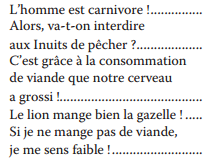 L'homme est carnivore !...............
Alors, va-t-on interdire
aux Inuits de pêcher ?..................
C'est grâce à la consommation
de viande que notre cerveau
a grossi !......................................
Le lion mange bien la gazelle !.....
Si je ne mange pas de viande,
je me sens faible !........................